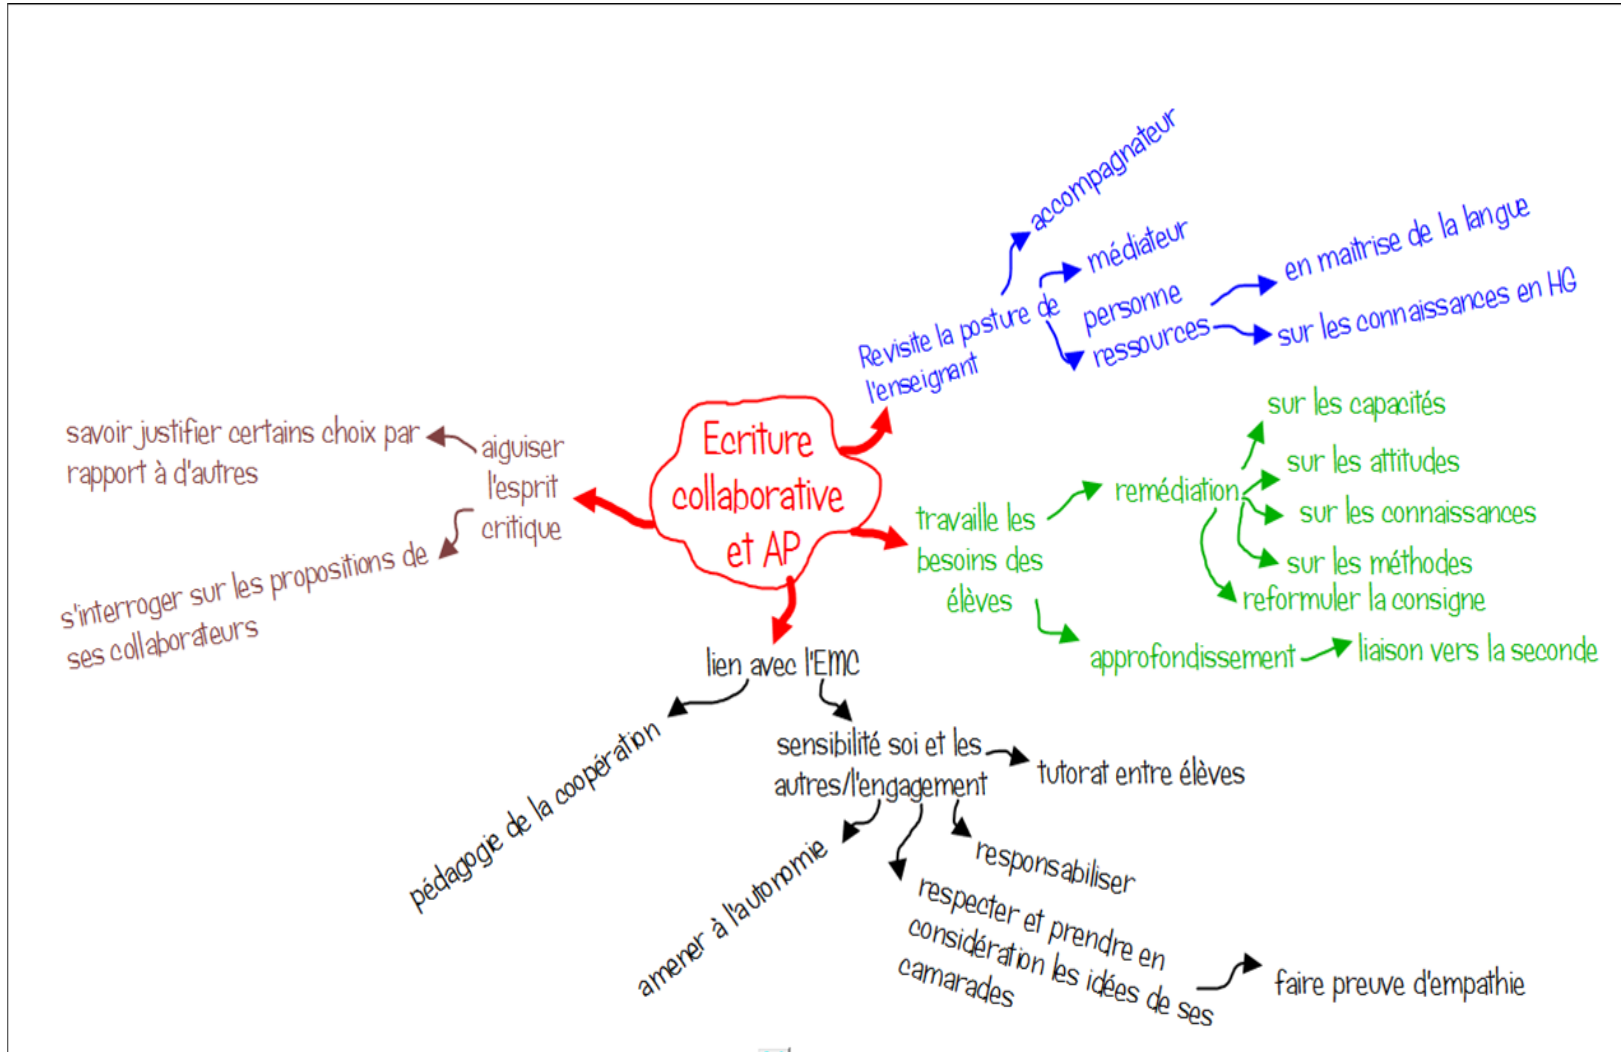 Ecriture
collaborative
et AP
Revisite la posture de
l'enseignant
accompagnateur
médiateur
personne
ressources
en maitrise de la langue
sur les connaissances en HG
travaille les
besoins des
élèves
remédiation
sur les capacités
sur les attitudes
sur les connaissances
sur les méthodes
reformuler la consigne
approfondissement
liaison vers la seconde
lien avec l'EMC
pédagogie de la coopération
sensibilité soi et les
autres/l'engagement
tutorat entre élèves
responsabiliser
respecter et prendre en
considération les idées de ses
camarades
faire preuve d'empathie
amener à l'autonomie
aiguiser
l'esprit
critique
savoir justifier certains choix par
rapport à d'autres
s'interroger sur les propositions de
ses collaborateurs